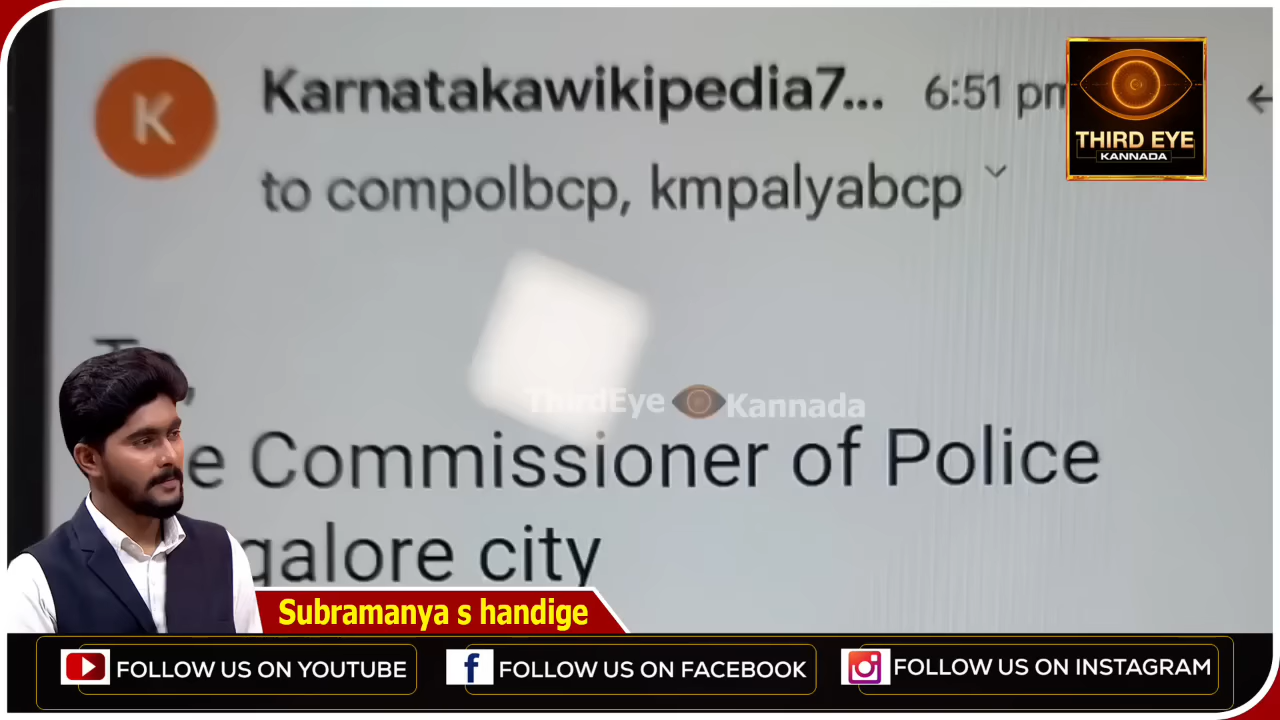 K
Karnatakawikipedia7... 6:51 pm
to compolbcp, kmpalyabcp
THIRD EYE
KANNADA
ThirdEye Kannada
Commissioner of Police
city
Subramanya s handige
FOLLOW US ON YOUTUBE
FOLLOW US ON FACEBOOK
FOLLOW US ON INSTAGRAM